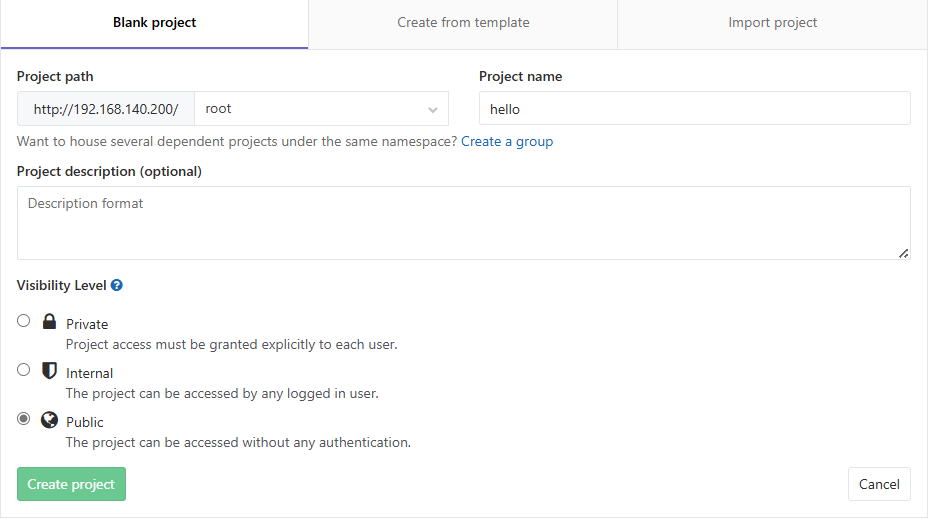 Blank project
Create from template
Import project
Project path
Project name
http://192.168.140.200/
root
hello
Want to house several dependent projects under the same namespace? Create a group
Project description (optional)
Description format
Visibility Level
Private
Project access must be granted explicitly to each user.
Internal
The project can be accessed by any logged in user.
Public
The project can be accessed without any authentication.
Create project
Cancel